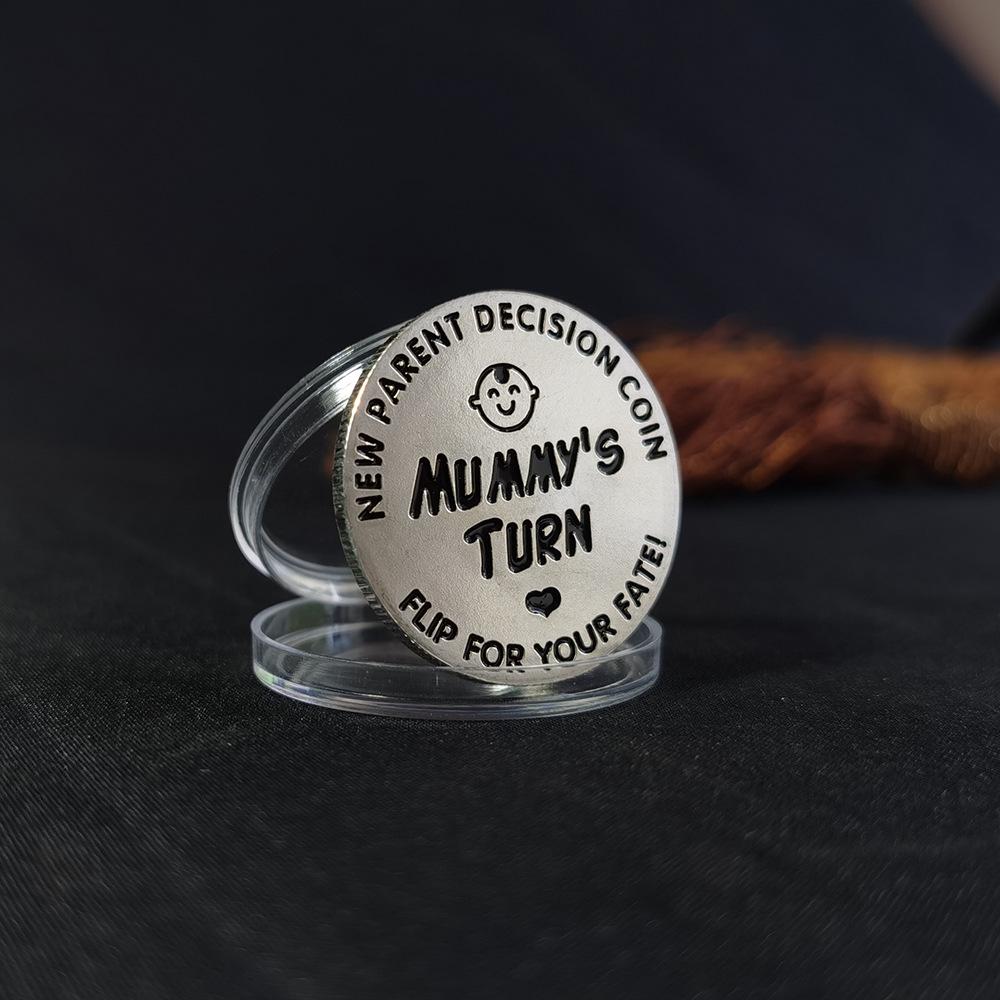 NEW PARENT DECISION COIN
MUMMY'S
TURN
FLIP FOR YOUR FATE!